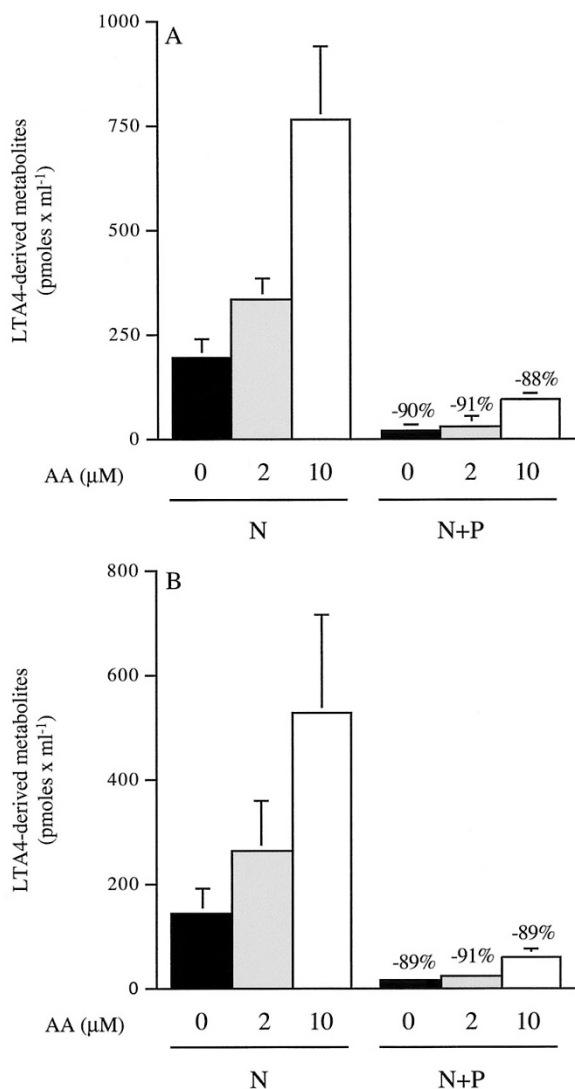 A
1000
750
500
250
0
LTA4-derived metabolites
(pmoles x ml-1)
-90%
-91%
-88%
AA (μM) 0 2 10 0 2 10
N N+P
B
800
600
400
200
0
LTA4-derived metabolites
(pmoles x ml-1)
-89%
-91%
-89%
AA (μM) 0 2 10 0 2 10
N N+P